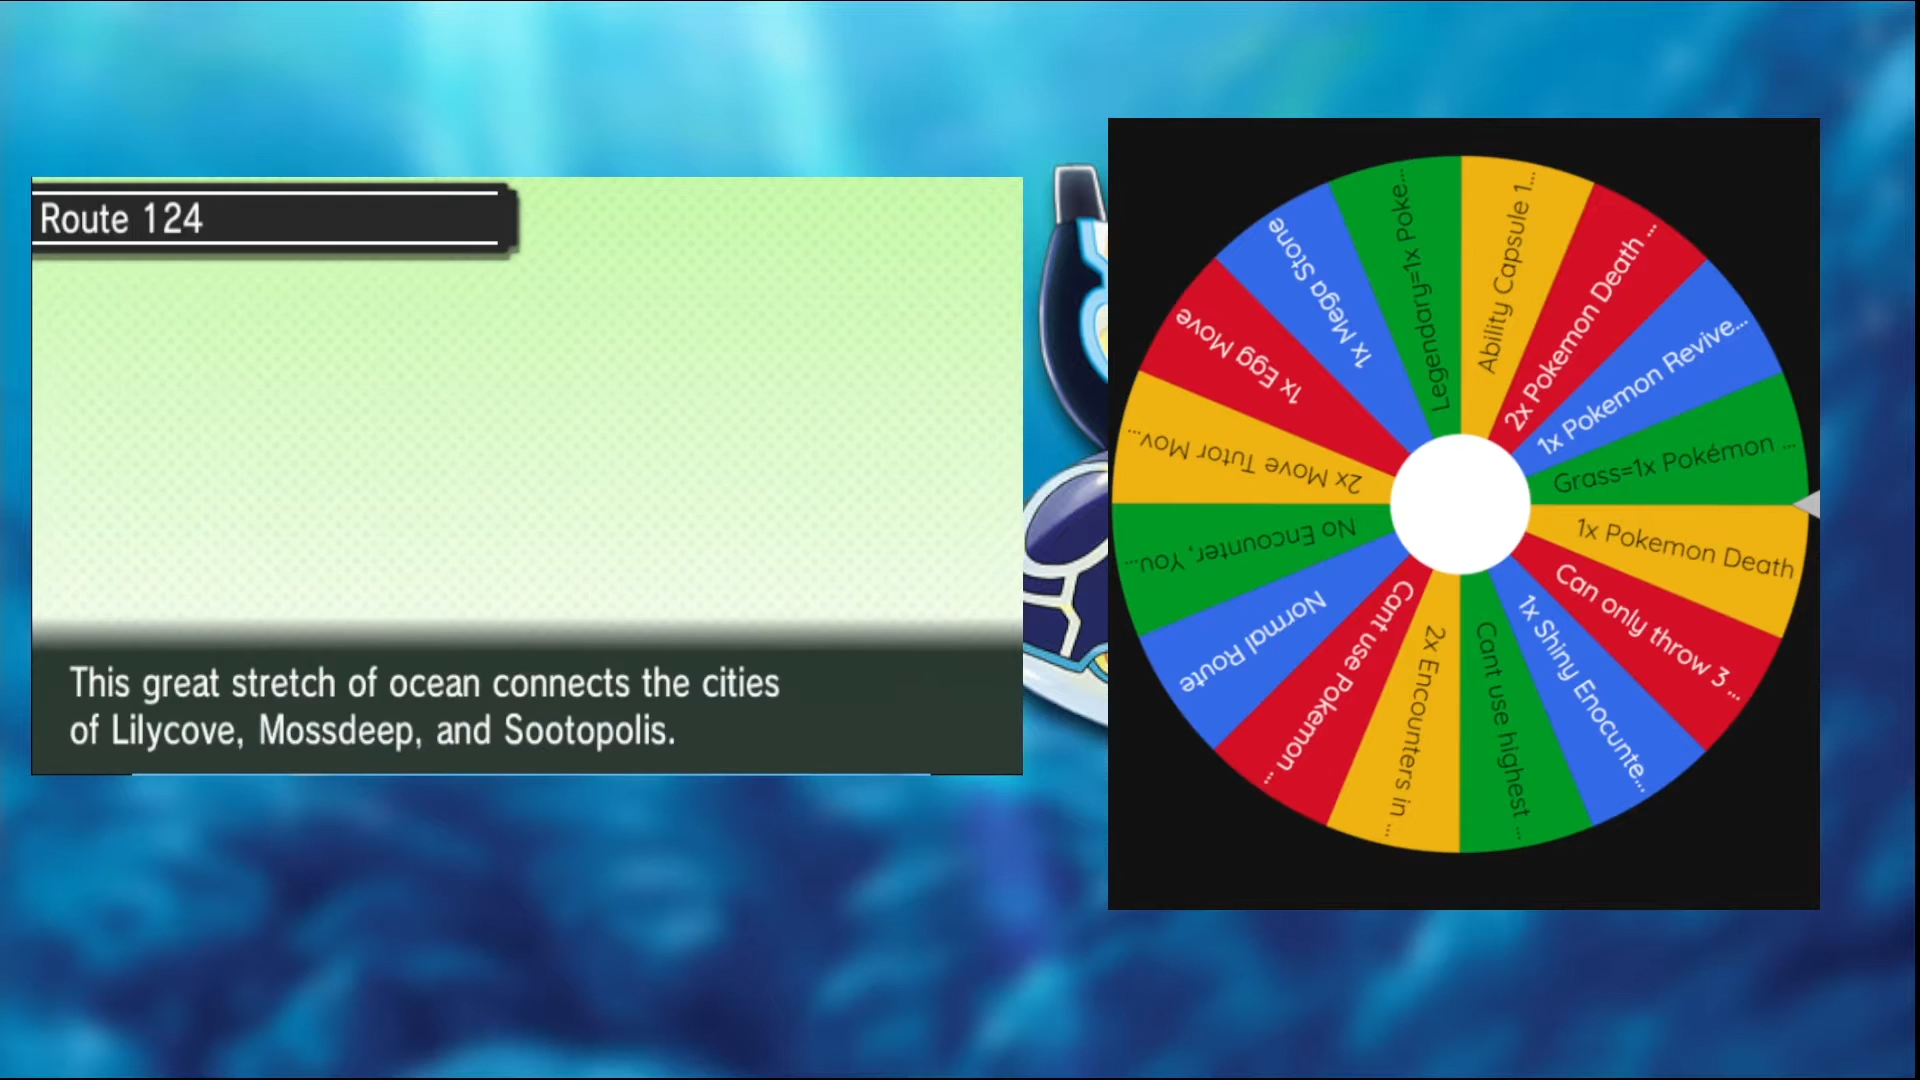 Route 124
This great stretch of ocean connects the cities
of Lilycove, Mossdeep, and Sootopolis.
Ability Capsule 1...
2x Pokemon Death ...
1x Pokemon Revive...
Grass=1x Pokémon ...
1x Pokemon Death
Can only throw 3 ...
1x Shiny Enocunte...
Cant use highest ...
2x Encounters in ...
Cant use Pokemon ...
Normal Route
No Encounter, You...
2x Move Tutor Mov...
1x Egg Move
1x Mega Stone
Legendary=1x Poke...